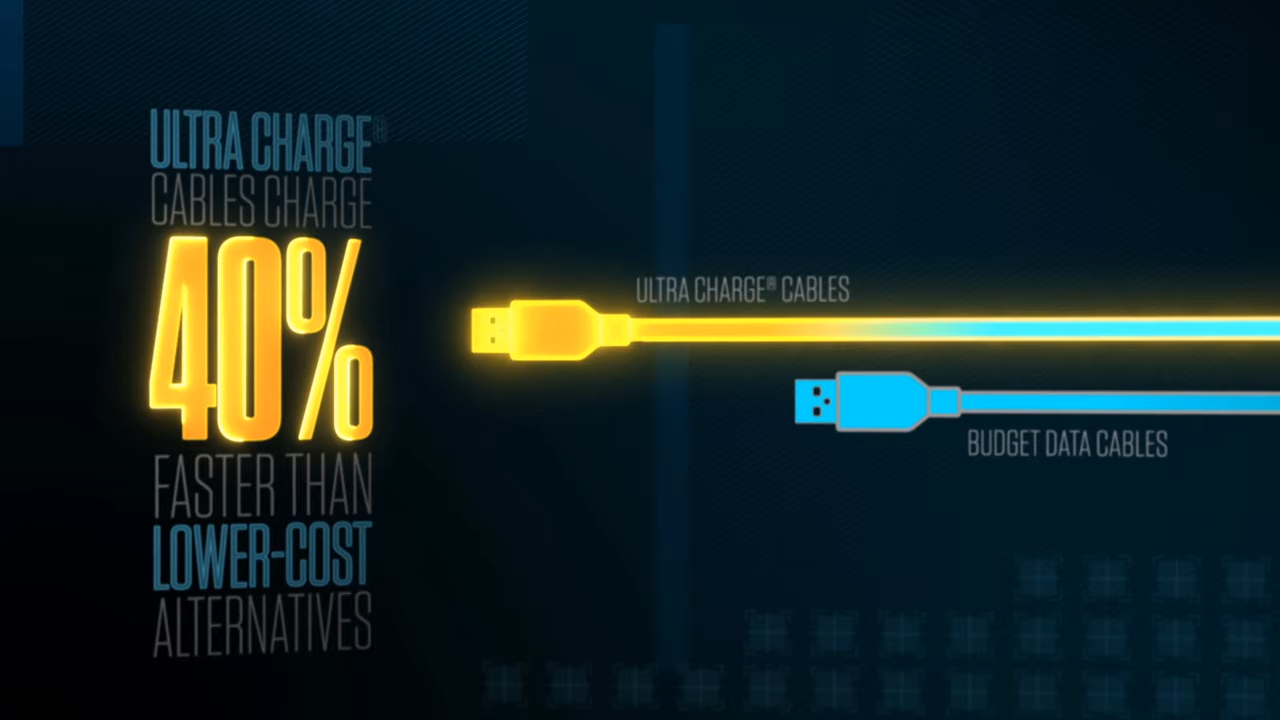 ULTRA CHARGE®
CABLES CHARGE
40%
FASTER THAN
LOWER-COST
ALTERNATIVES
ULTRA CHARGE® CABLES
BUDGET DATA CABLES